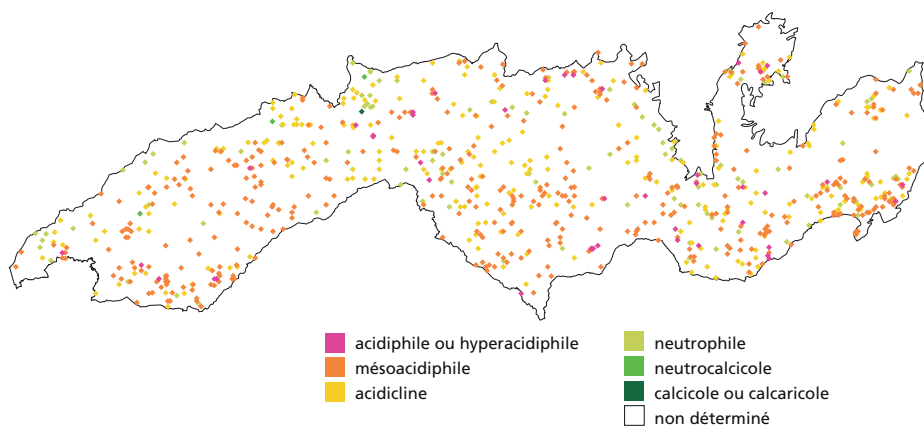 acidiphile ou hyperacidiphile
mésoacidiphile
acidicline
neutrophile
neutrocalcicole
calcicole ou calcaricole
non déterminé